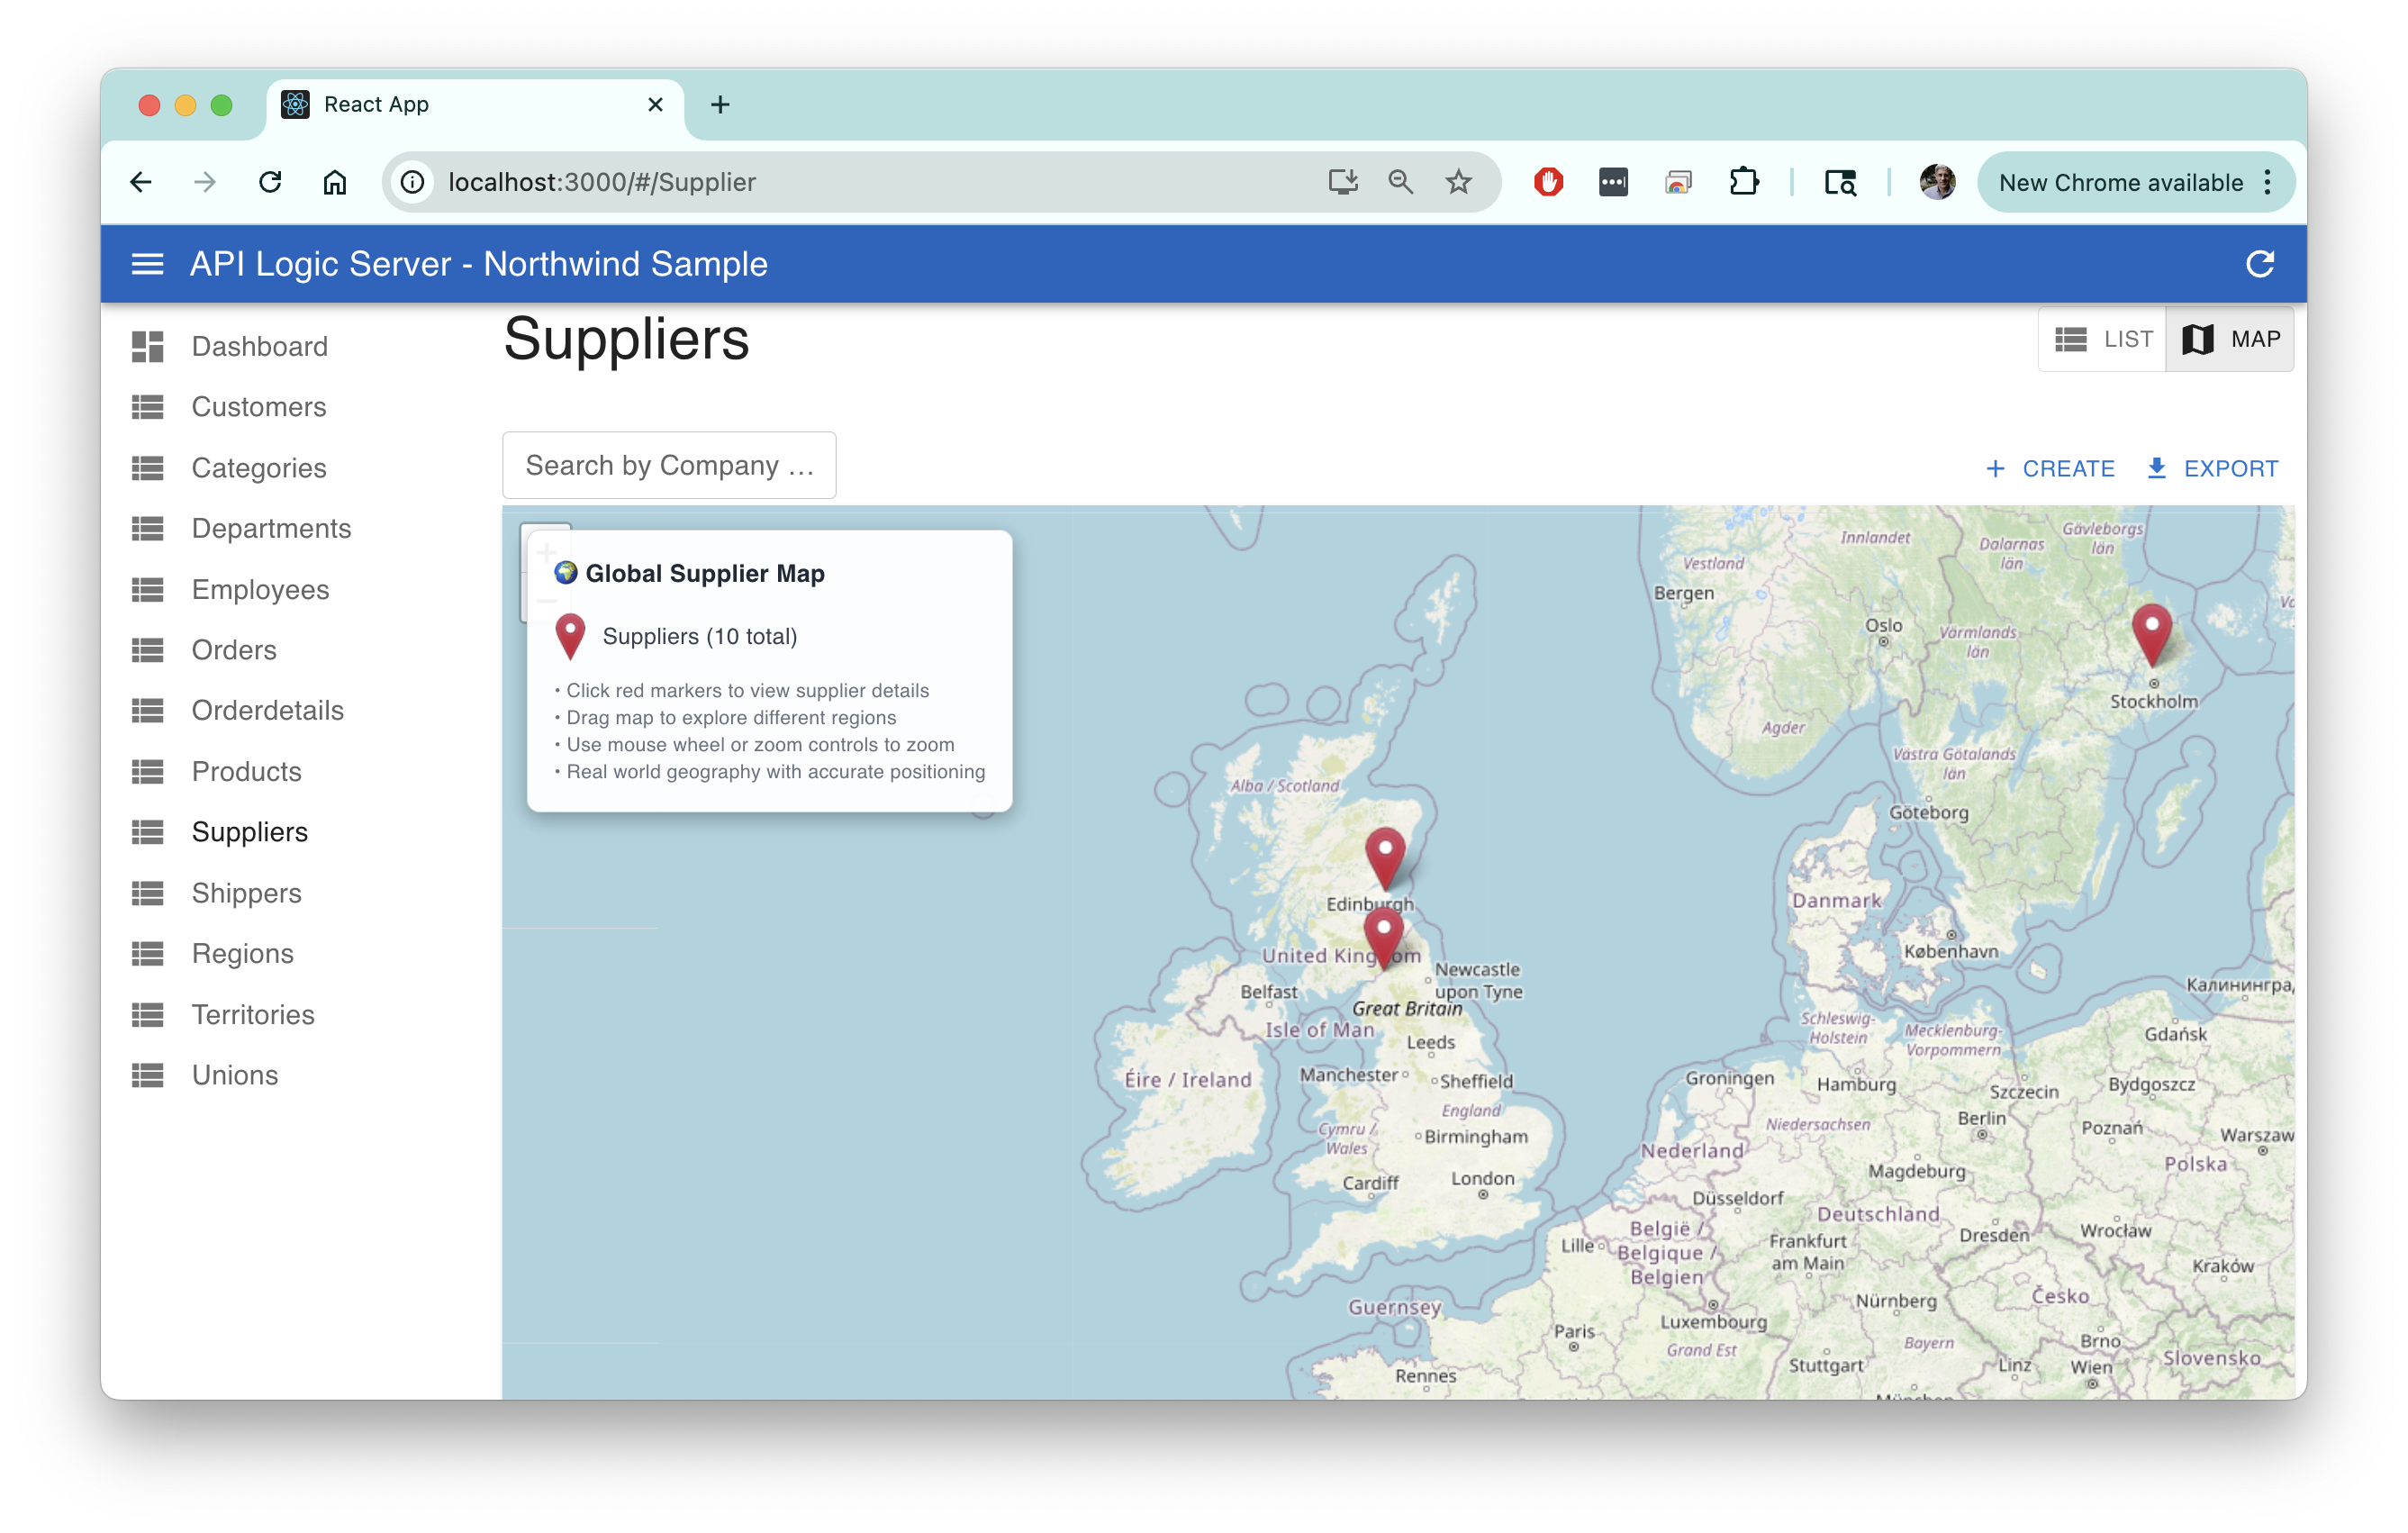 React App
localhost:3000/#/Supplier
New Chrome available
API Logic Server - Northwind Sample
Dashboard
Customers
Categories
Departments
Employees
Orders
Orderdetails
Products
Suppliers
Shippers
Regions
Territories
Unions
Suppliers
LIST
MAP
Search by Company …
CREATE
EXPORT
🌍 Global Supplier Map
Suppliers (10 total)
• Click red markers to view supplier details
• Drag map to explore different regions
• Use mouse wheel or zoom controls to zoom
• Real world geography with accurate positioning
Gävleborgs
län
Innlandet
Dalarnas
län
Vestland
Bergen
Oslo
Värmlands
län
Stockholm
Agder
Västra Götalands
län
Göteborg
Alba / Scotland
Edinburgh
Danmark
København
United Kingdom
Newcastle
upon Tyne
Belfast
Great Britain
Isle of Man
Leeds
Schleswig-
Holstein
Mecklenburg-
Vorpommern
Gdańsk
Éire / Ireland
Manchester
Sheffield
Groningen
Hamburg
Szczecin
Bydgoszcz
England
Niedersachsen
Berlin
Poznań
Cymru /
Wales
Birmingham
Warszaw
Nederland
Magdeburg
Polska
Cardiff
London
Düsseldorf
Deutschland
België /
Belgique /
Belgien
Lille
Frankfurt
am Main
Dresden
Wrocław
Kraków
Guernsey
Nürnberg
Česko
Paris
Luxembourg
Grand Est
Bayern
Brno
Stuttgart
Linz
Wien
Slovensko
Rennes